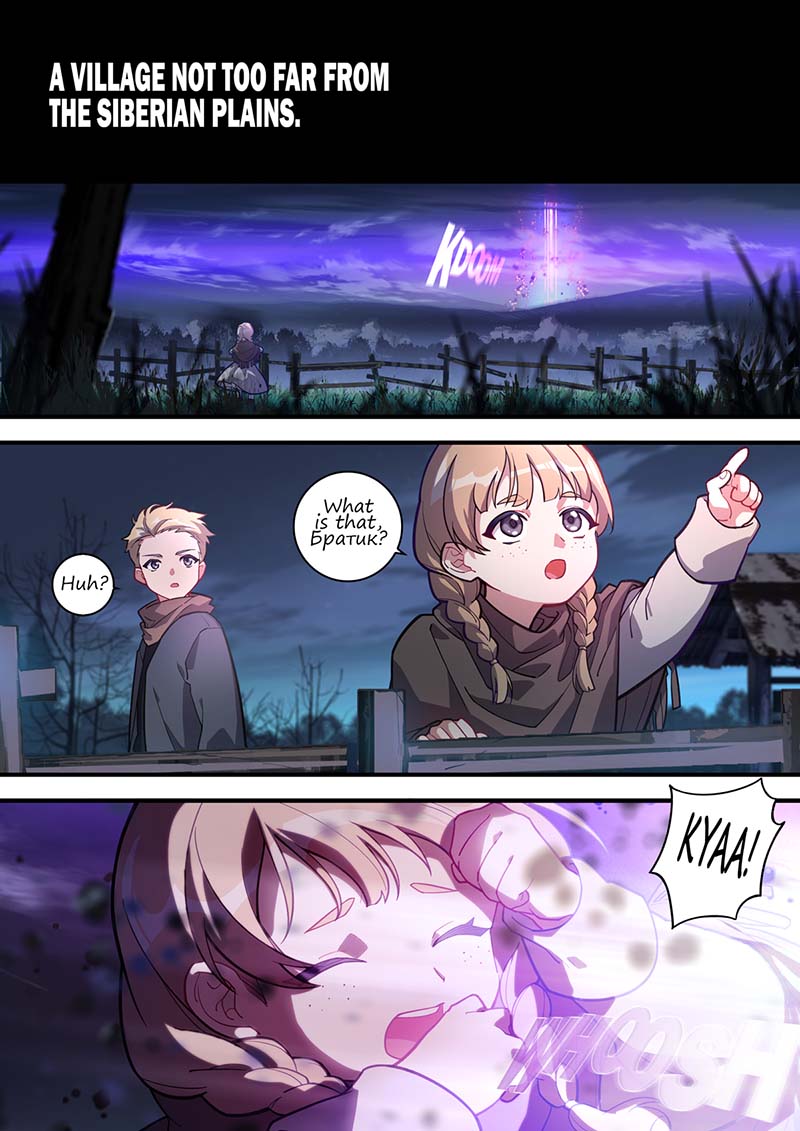 A VILLAGE NOT TOO FAR FROM
THE SIBERIAN PLAINS.
KDOOM
What
is that,
Братик?
Huh?
KYAA!
WHOOSH